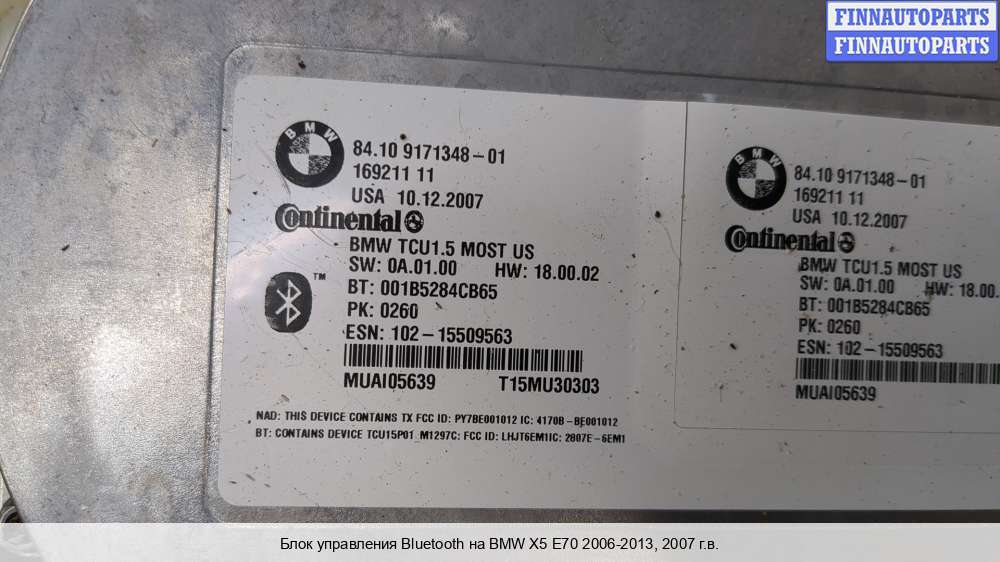 FINNAUTOPARTS
FINNAUTOPARTS
BMW
84.10 9171348-01
169211 11
USA 10.12.2007
Continental
BMW TCU1.5 MOST US
SW: 0A.01.00 HW: 18.00.02
™
BT: 001B5284CB65
PK: 0260
ESN: 102-15509563
MUAI05639 T15MU30303
NAD: THIS DEVICE CONTAINS TX FCC ID: PY7BE001012 IC: 4170B-BE001012
BT: CONTAINS DEVICE TCU15P01_M1297C: FCC ID: LHJT6EM1IC: 2807E-6EM1
BMW
84.10 9171348-01
169211 11
USA 10.12.2007
Continental
BMW TCU1.5 MOST US
SW: 0A.01.00 HW: 18.00.
BT: 001B5284CB65
PK: 0260
ESN: 102-15509563
MUAI05639
Блок управления Bluetooth на BMW X5 E70 2006-2013, 2007 г.в.